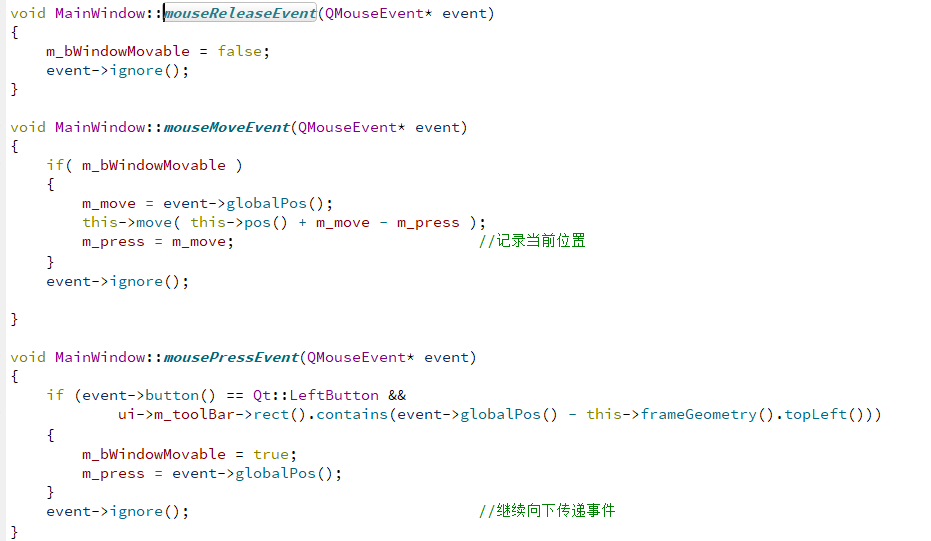 void MainWindow::mouseReleaseEvent(QMouseEvent* event)
{
    m_bWindowMovable = false;
    event->ignore();
}

void MainWindow::mouseMoveEvent(QMouseEvent* event)
{
    if( m_bWindowMovable )
    {
        m_move = event->globalPos();
        this->move( this->pos() + m_move - m_press );
        m_press = m_move;                           //记录当前位置
    }
    event->ignore();

}

void MainWindow::mousePressEvent(QMouseEvent* event)
{
    if (event->button() == Qt::LeftButton &&
            ui->m_toolBar->rect().contains(event->globalPos() - this->frameGeometry().topLeft()))
    {
        m_bWindowMovable = true;
        m_press = event->globalPos();
    }
    event->ignore();                                //继续向下传递事件
}